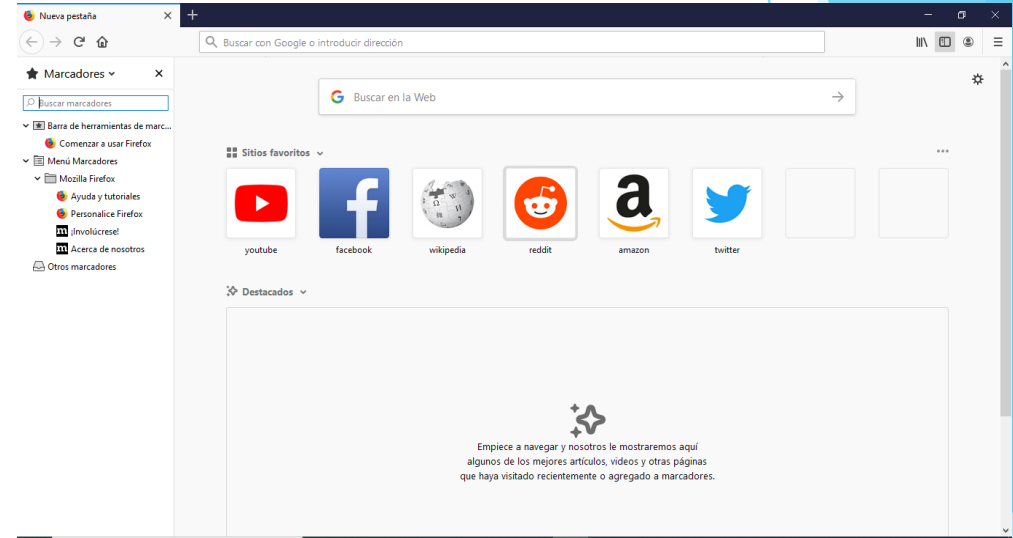 Nueva pestaña
Buscar con Google o introducir dirección
Marcadores
Buscar marcadores
Barra de herramientas de marc...
Comenzar a usar Firefox
Menú Marcadores
Mozilla Firefox
Ayuda y tutoriales
Personalice Firefox
¡Involúcrese!
Acerca de nosotros
Otros marcadores
Buscar en la Web
Sitios favoritos
youtube
facebook
wikipedia
reddit
amazon
twitter
Destacados
Empiece a navegar y nosotros le mostraremos aquí
algunos de los mejores artículos, videos y otras páginas
que haya visitado recientemente o agregado a marcadores.